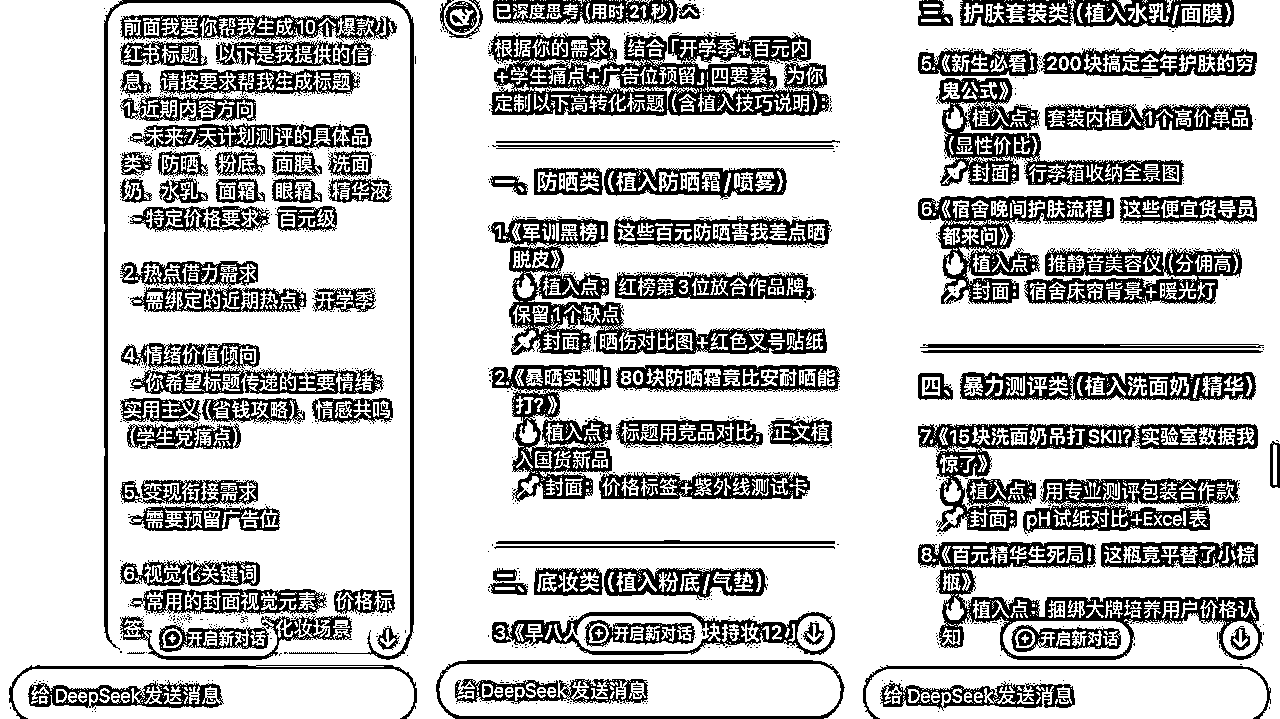 前面我要你帮我生成10个爆款小
红书标题，以下是我提供的信
息，请按要求帮我生成标题：
1.近期内容方向
-未来7天计划测评的具体品
类：防晒、粉底、面膜、洗面
奶、水乳、面霜、眼霜、精华液
-特定价格要求：百元级
2.热点借力需求
-需绑定的近期热点：开学季
4.情绪价值倾向
-你希望标题传递的主要情绪：
实用主义（省钱攻略），情感共鸣
（学生党痛点）
5.变现衔接需求
-需要预留广告位
6.视觉化关键词
-常用的封面视觉元素：价格标
签
化妆场景
开启新对话
给 DeepSeek 发送消息
已深度思考（用时 21 秒）
根据你的需求，结合「开学季+百元内
+学生痛点+广告位预留」四要素，为你
定制以下高转化标题（含植入技巧说明）：
一、防晒类（植入防晒霜/喷雾）
1.《军训黑榜！这些百元防晒害我差点晒
脱皮》
🔥植入点：红榜第3位放合作品牌，
保留1个缺点
📌封面：晒伤对比图+红色叉号贴纸
2.《暴晒实测！80块防晒霜竟比安耐晒能
打？》
🔥植入点：标题用竞品对比，正文植
入国货新品
📌封面：价格标签+紫外线测试卡
二、底妆类（植入粉底/气垫）
3.《早八人
块持妆12
开启新对话
给 DeepSeek 发送消息
三、护肤套装类（植入水乳/面膜）
5.《新生必看！200块搞定全年护肤的穷
鬼公式》
🔥植入点：套装内植入1个高价单品
（显性价比）
📌封面：行李箱收纳全景图
6.《宿舍晚间护肤流程！这些便宜货导员
都来问》
🔥植入点：推静音美容仪（分佣高）
📌封面：宿舍床帘背景+暖光灯
四、暴力测评类（植入洗面奶/精华）
7.《15块洗面奶吊打SKII？实验室数据我
惊了》
🔥植入点：用专业测评包装合作款
📌封面：pH试纸对比+Excel表
8.《百元精华生死局！这瓶竟平替了小棕
瓶》
🔥植入点：捆绑大牌培养用户价格认
知
开启新对话
给 DeepSeek 发送消息